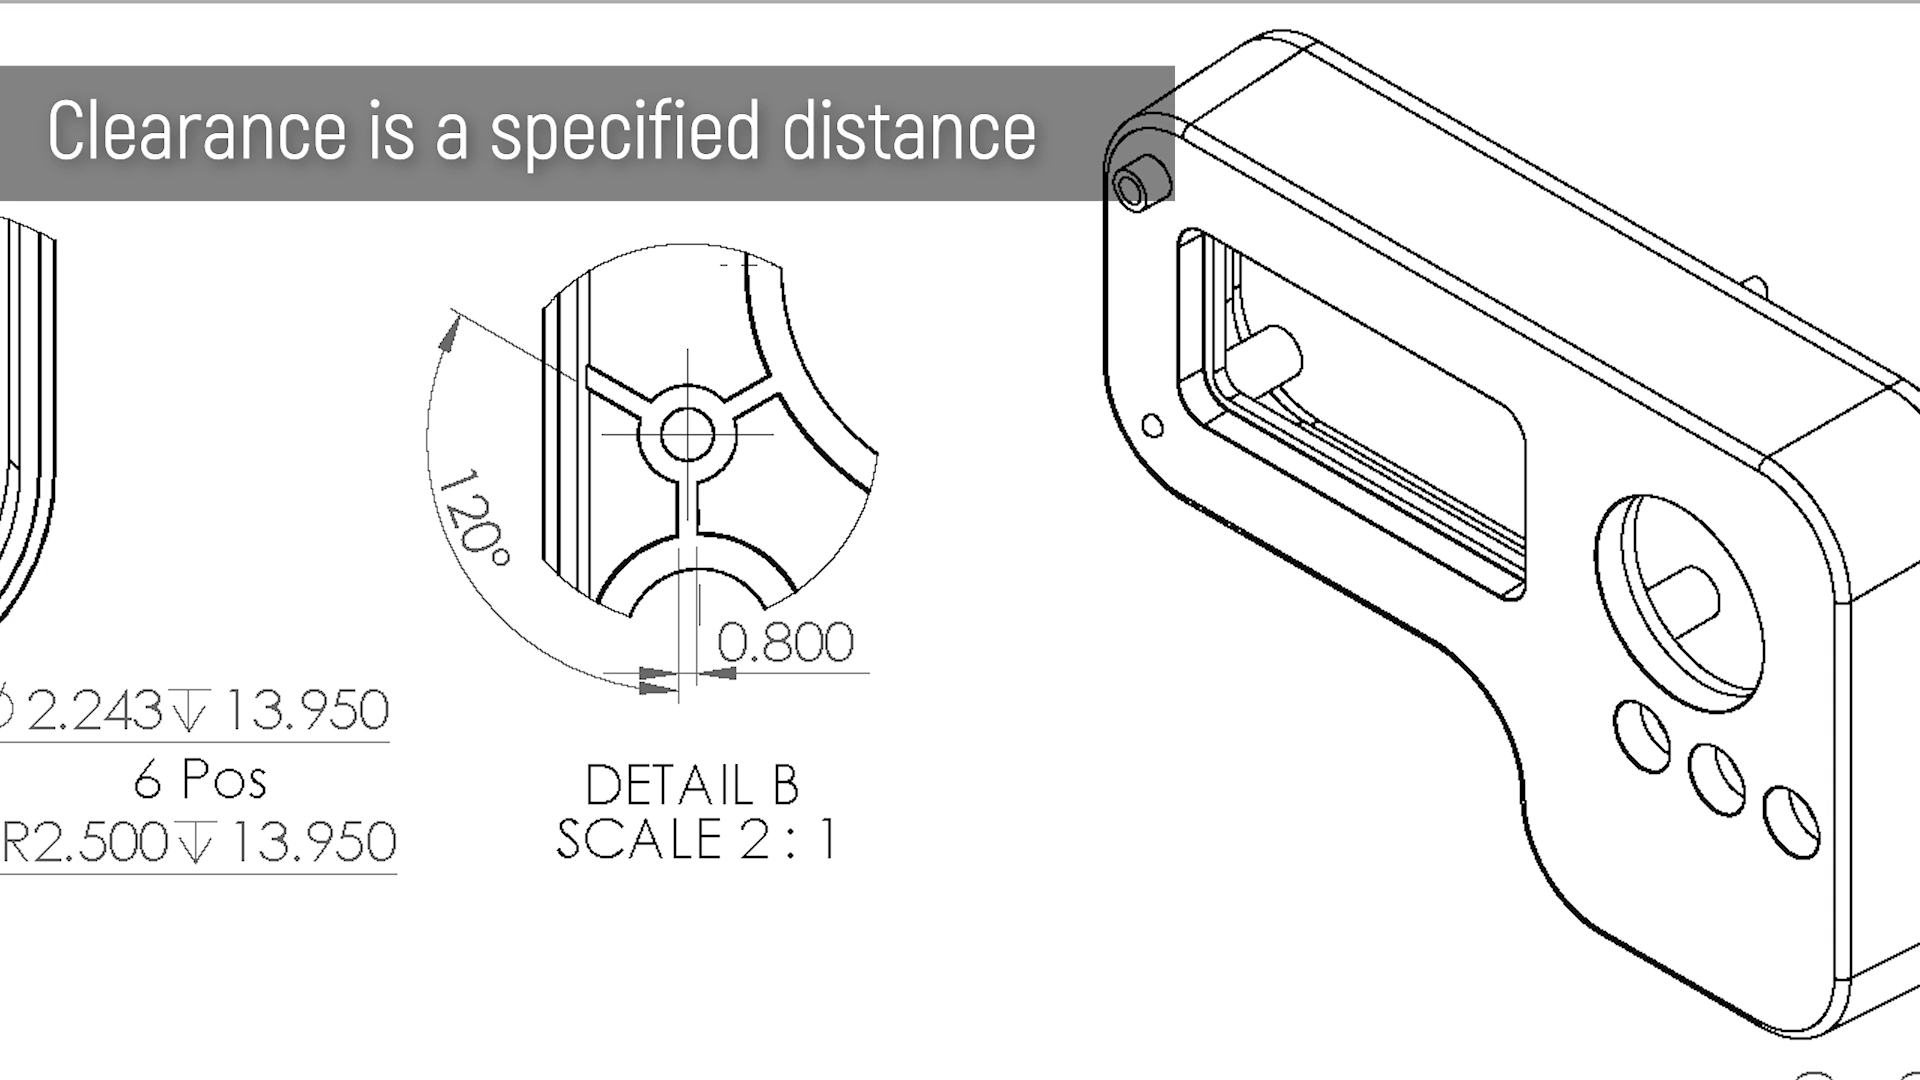 Clearance is a specified distance
120°
0.800
2.243↧13.950
6 Pos
R2.500↧13.950
DETAIL B
SCALE 2 : 1